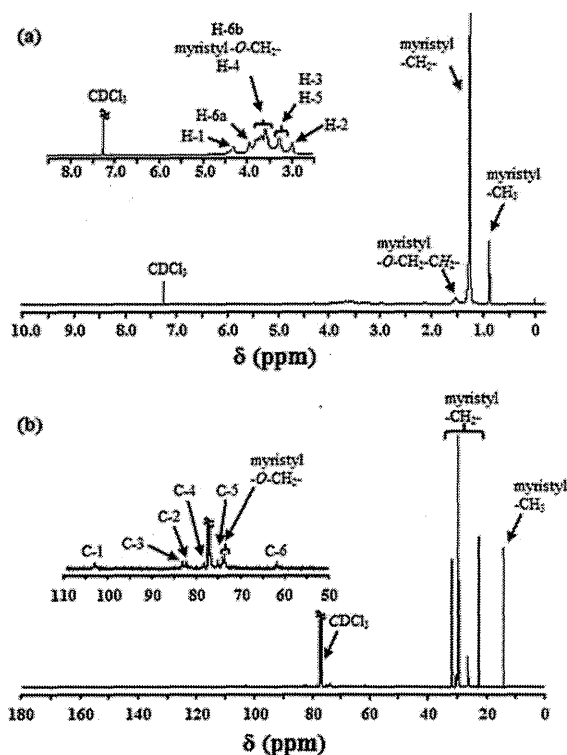 (a)
H-6b
myristyl -O-CH₂-
H-4
myristyl
-CH₂-
CDCl₃
H-3
H-5
H-6a
H-1
H-2
8.0 7.0 6.0 5.0 4.0 3.0
myristyl
-CH₃
myristyl
-O-CH₂-CH₂-
CDCl₃
10.0 9.0 8.0 7.0 6.0 5.0 4.0 3.0 2.0 1.0 0
δ (ppm)
(b)
myristyl
-CH₂-
myristyl
-O-CH₂-
C-5
C-4
C-2
C-3
C-1
C-6
myristyl
-CH₃
110 100 90 80 70 60 50
CDCl₃
180 160 140 120 100 80 60 40 20 0
δ (ppm)